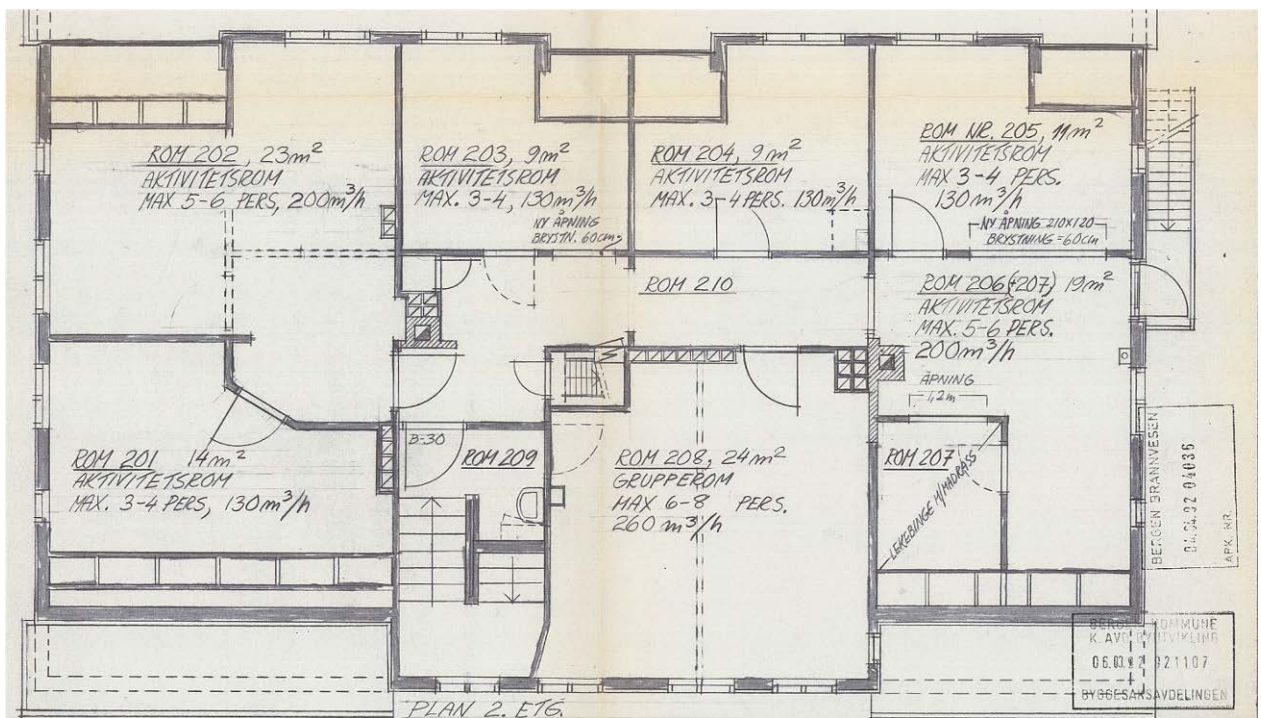 ROM 202, 23m²
AKTIVITETSROM
MAX 5-6 PERS, 200m³/h
ROM 203, 9m²
AKTIVITETSROM
MAX. 3-4, 130m³/h
NY ÅPNING
BRYSTN. 60cm
ROM 204, 9m²
AKTIVITETSROM
MAX. 3-4 PERS. 130m³/h
ROM NR. 205, 11m²
AKTIVITETSROM
MAX 3-4 PERS.
130m³/h
NY ÅPNING 210X120
BRYSTNING = 60cm
ROM 210
ROM 206(+207) 19m²
AKTIVITETSROM
MAX. 5-6 PERS.
200m³/h
ÅPNING
1,2m
ROM 201 14m²
AKTIVITETSROM
MAX. 3-4 PERS, 130m³/h
B-30
ROM 209
ROM 208, 24m²
GRUPPEROM
MAX 6-8 PERS.
260 m³/h
ROM 207
LEKEBINGE M/MADRASS
BERGEN BRANNVESEN
04036
APK. NR.
KOMMUNE
BYGGESAKSAVDELINGEN
PLAN 2. ETG.